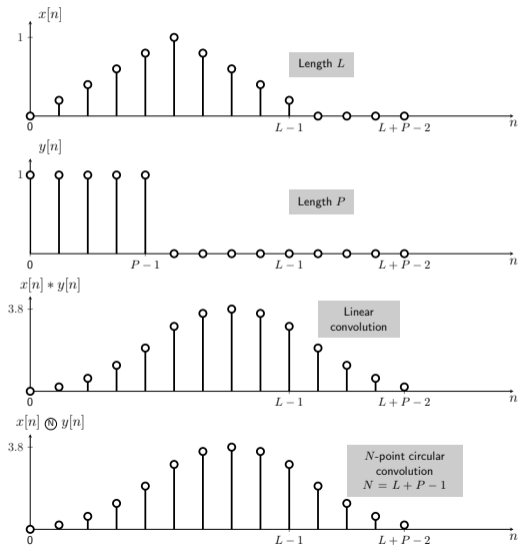 x[n]
1
Length L
0
L − 1
L + P − 2
n
y[n]
1
Length P
0
P − 1
L − 1
L + P − 2
n
x[n] ∗ y[n]
3.8
Linear
convolution
0
L − 1
L + P − 2
n
x[n] Ⓝ y[n]
3.8
N-point circular
convolution
N = L + P − 1
0
L − 1
L + P − 2
n